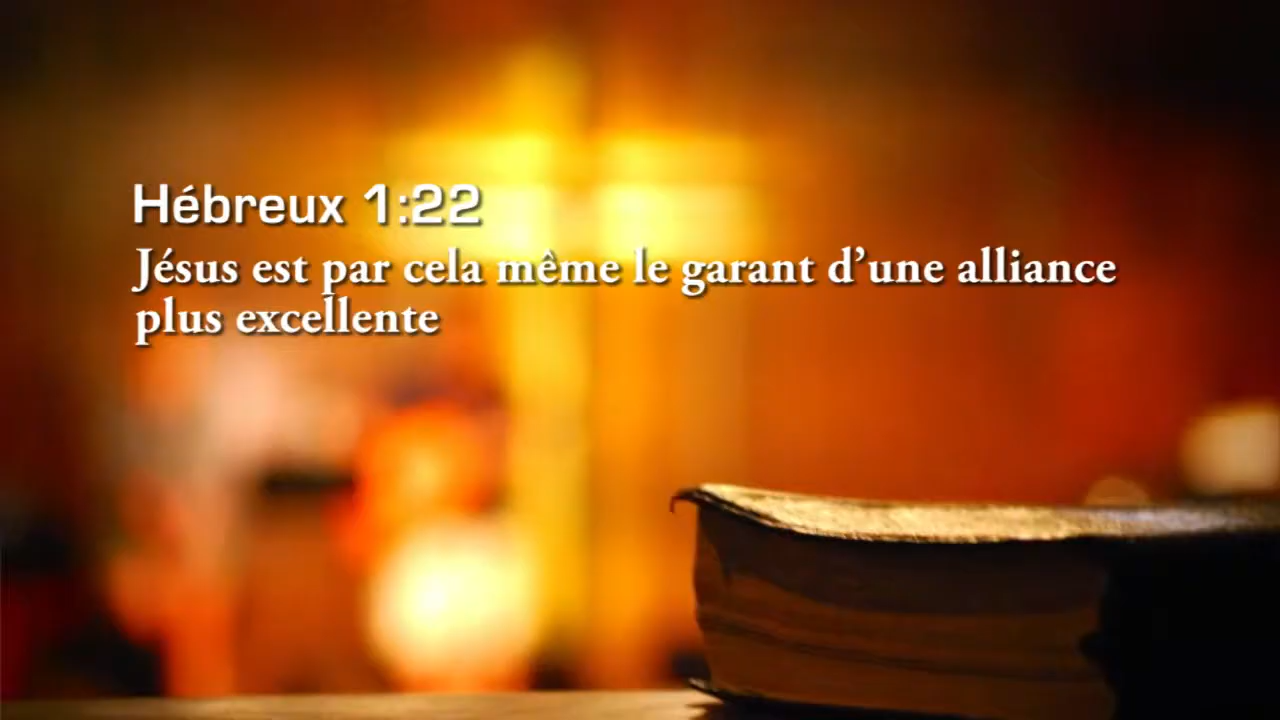 Hébreux 1:22
Jésus est par cela même le garant d’une alliance
plus excellente